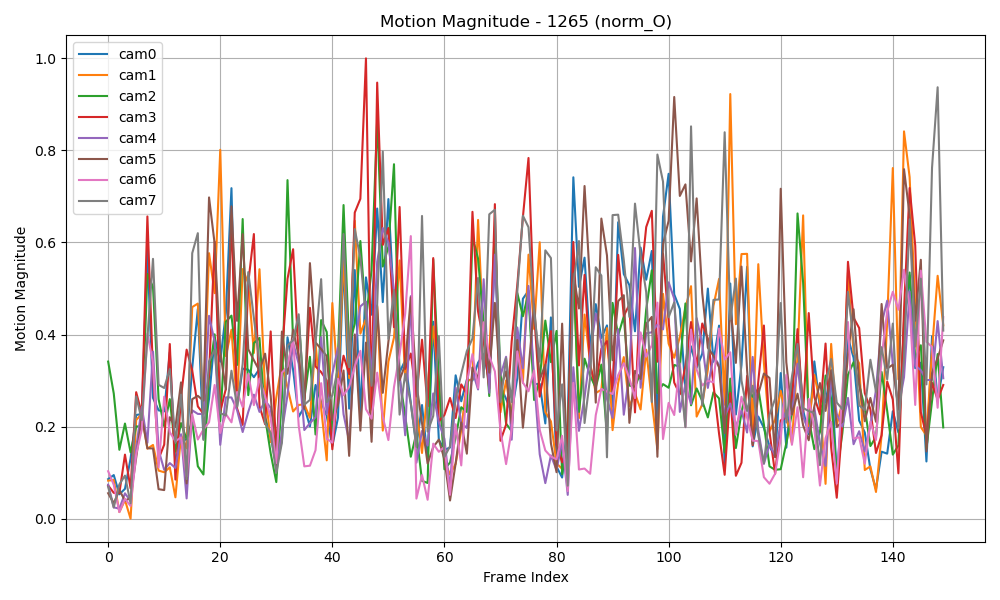 Motion Magnitude - 1265 (norm_O)
cam0
cam1
cam2
cam3
cam4
cam5
cam6
cam7
Motion Magnitude
1.0
0.8
0.6
0.4
0.2
0.0
0 20 40 60 80 100 120 140
Frame Index